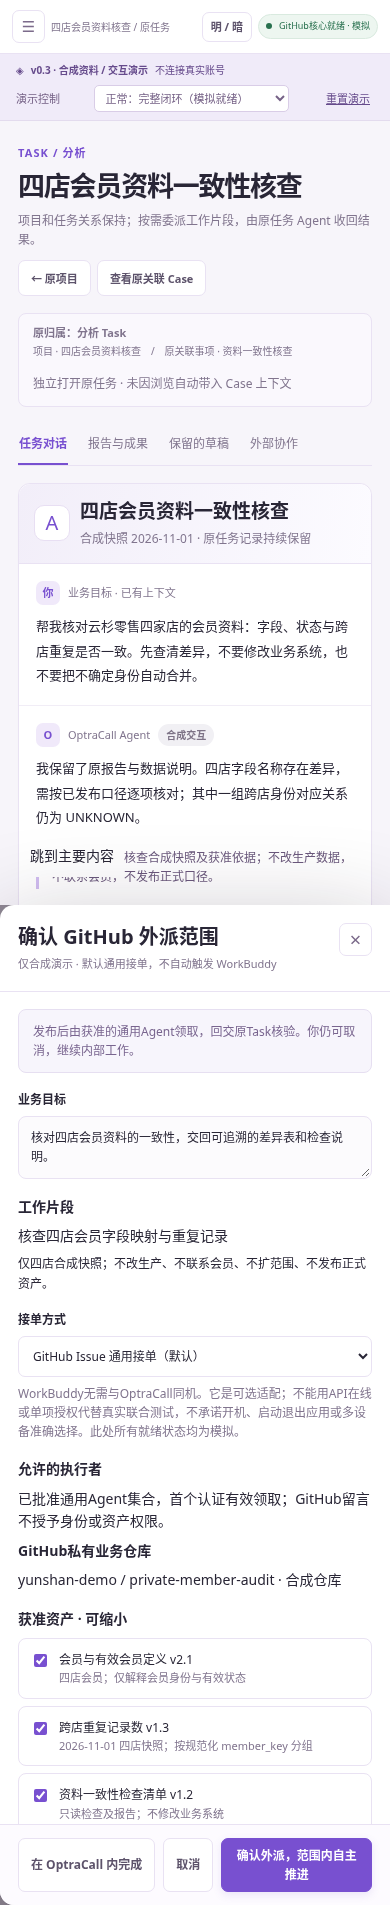 ☰ 四店会员资料核查 / 原任务 明 / 暗 GitHub核心就绪 · 模拟
◈ v0.3 · 合成资料 / 交互演示 不连接真实账号
演示控制 正常：完整闭环（模拟就绪） 重置演示
TASK / 分析
四店会员资料一致性核查
项目和任务关系保持；按需委派工作片段，由原任务 Agent 收回结
果。
← 原项目 查看原关联 Case
原归属：分析 Task
项目 · 四店会员资料核查 / 原关联事项 · 资料一致性核查
独立打开原任务 · 未因浏览自动带入 Case 上下文
任务对话 报告与成果 保留的草稿 外部协作
A 四店会员资料一致性核查
合成快照 2026-11-01 · 原任务记录持续保留
你 业务目标 · 已有上下文
帮我核对云杉零售四家店的会员资料：字段、状态与跨
店重复是否一致。先查清差异，不要修改业务系统，也
不要把不确定身份自动合并。
O OptraCall Agent 合成交互
我保留了原报告与数据说明。四店字段名称存在差异，
需按已发布口径逐项核对；其中一组跨店身份对应关系
仍为 UNKNOWN。
跳到主要内容 核查合成快照及获准依据；不改生产数据，
不联系会员，不发布正式口径。
确认 GitHub 外派范围 ×
仅合成演示 · 默认通用接单，不自动触发 WorkBuddy
发布后由获准的通用Agent领取，回交原Task核验。你仍可取
消，继续内部工作。
业务目标
核对四店会员资料的一致性，交回可追溯的差异表和检查说
明。
工作片段
核查四店会员字段映射与重复记录
仅四店合成快照；不改生产、不联系会员、不扩范围、不发布正式
资产。
接单方式
GitHub Issue 通用接单（默认）
WorkBuddy无需与OptraCall同机。它是可选适配；不能用API在线
或单项授权代替真实联合测试，不承诺开机、启动退出应用或多设
备选择正确。此处所有就绪状态均为模拟。
允许的执行者
已批准通用Agent集合，首个认证有效领取；GitHub留言
不授予身份或资产权限。
GitHub私有业务仓库
yunshan-demo / private-member-audit · 合成仓库
获准资产 · 可缩小
会员与有效会员定义 v2.1
四店会员；仅解释会员身份与有效状态
跨店重复记录数 v1.3
2026-11-01 四店快照；按规范化 member_key 分组
资料一致性检查清单 v1.2
只读检查及报告；不修改业务系统
在 OptraCall 内完成 取消 确认外派，范围内自主
推进